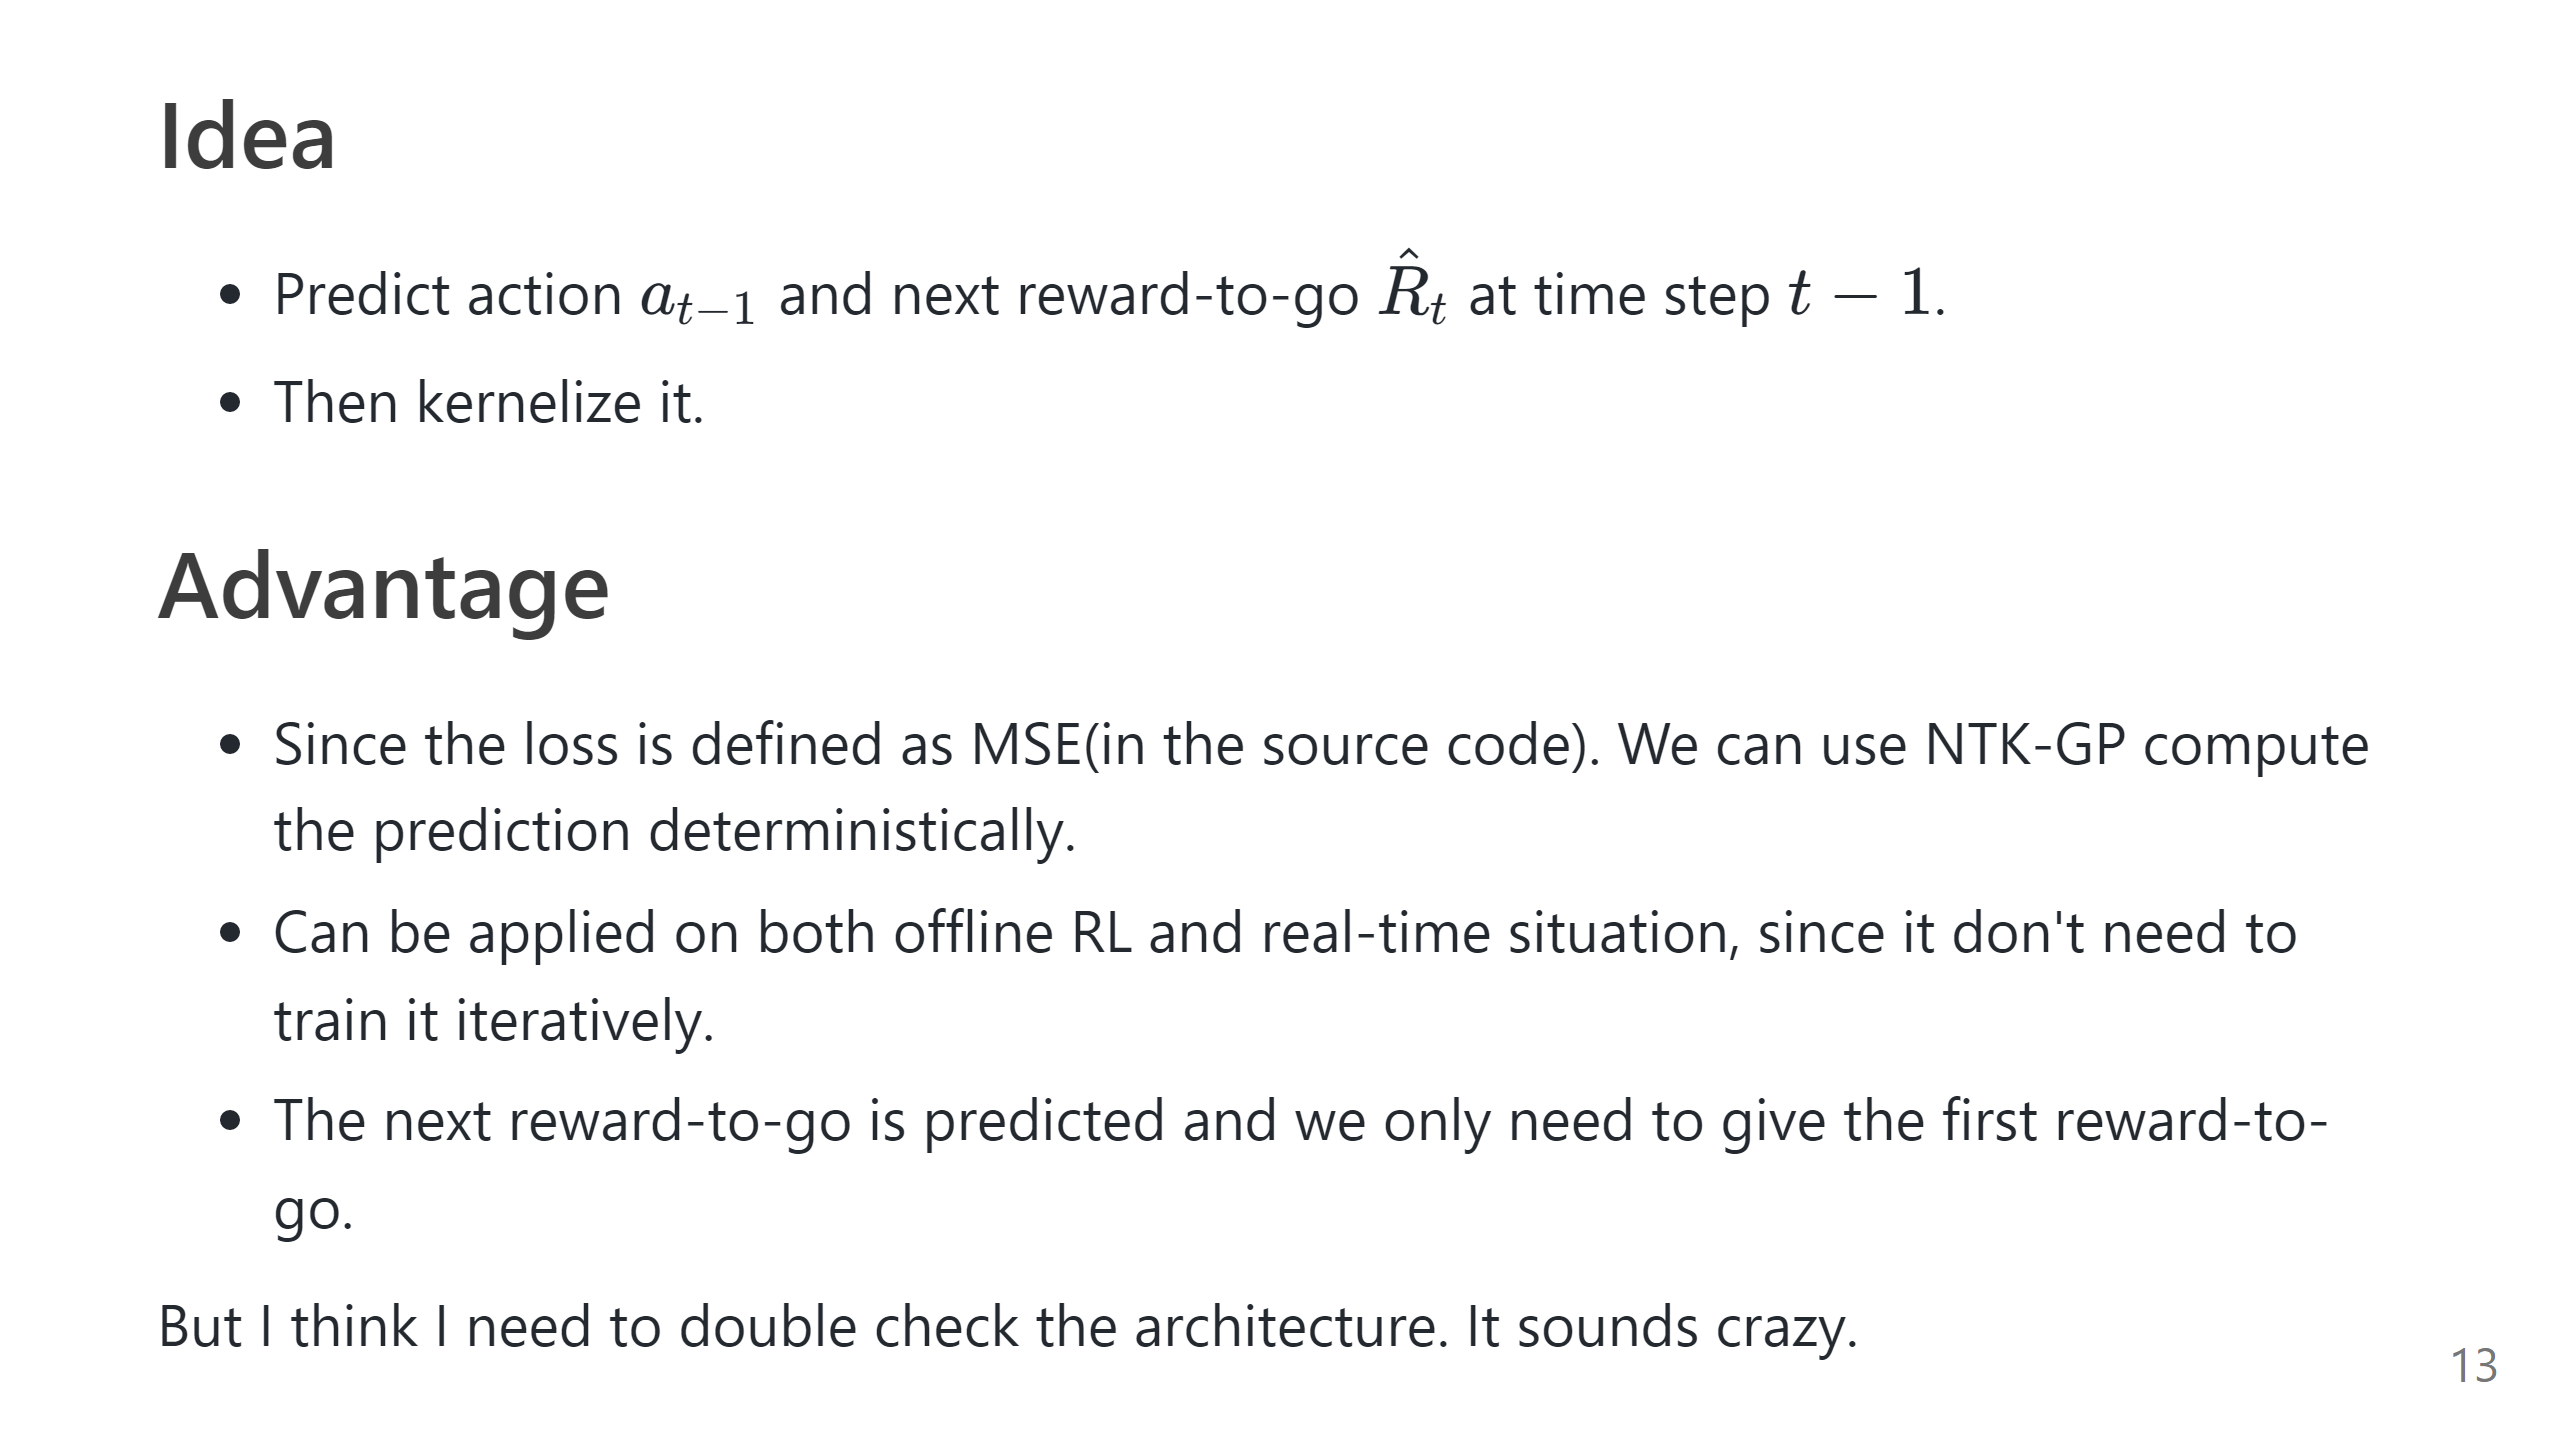 Idea
• Predict action a_{t−1} and next reward-to-go R̂_t at time step t − 1.
• Then kernelize it.
Advantage
• Since the loss is defined as MSE(in the source code). We can use NTK-GP compute
the prediction deterministically.
• Can be applied on both offline RL and real-time situation, since it don't need to
train it iteratively.
• The next reward-to-go is predicted and we only need to give the first reward-to-
go.
But I think I need to double check the architecture. It sounds crazy.
13